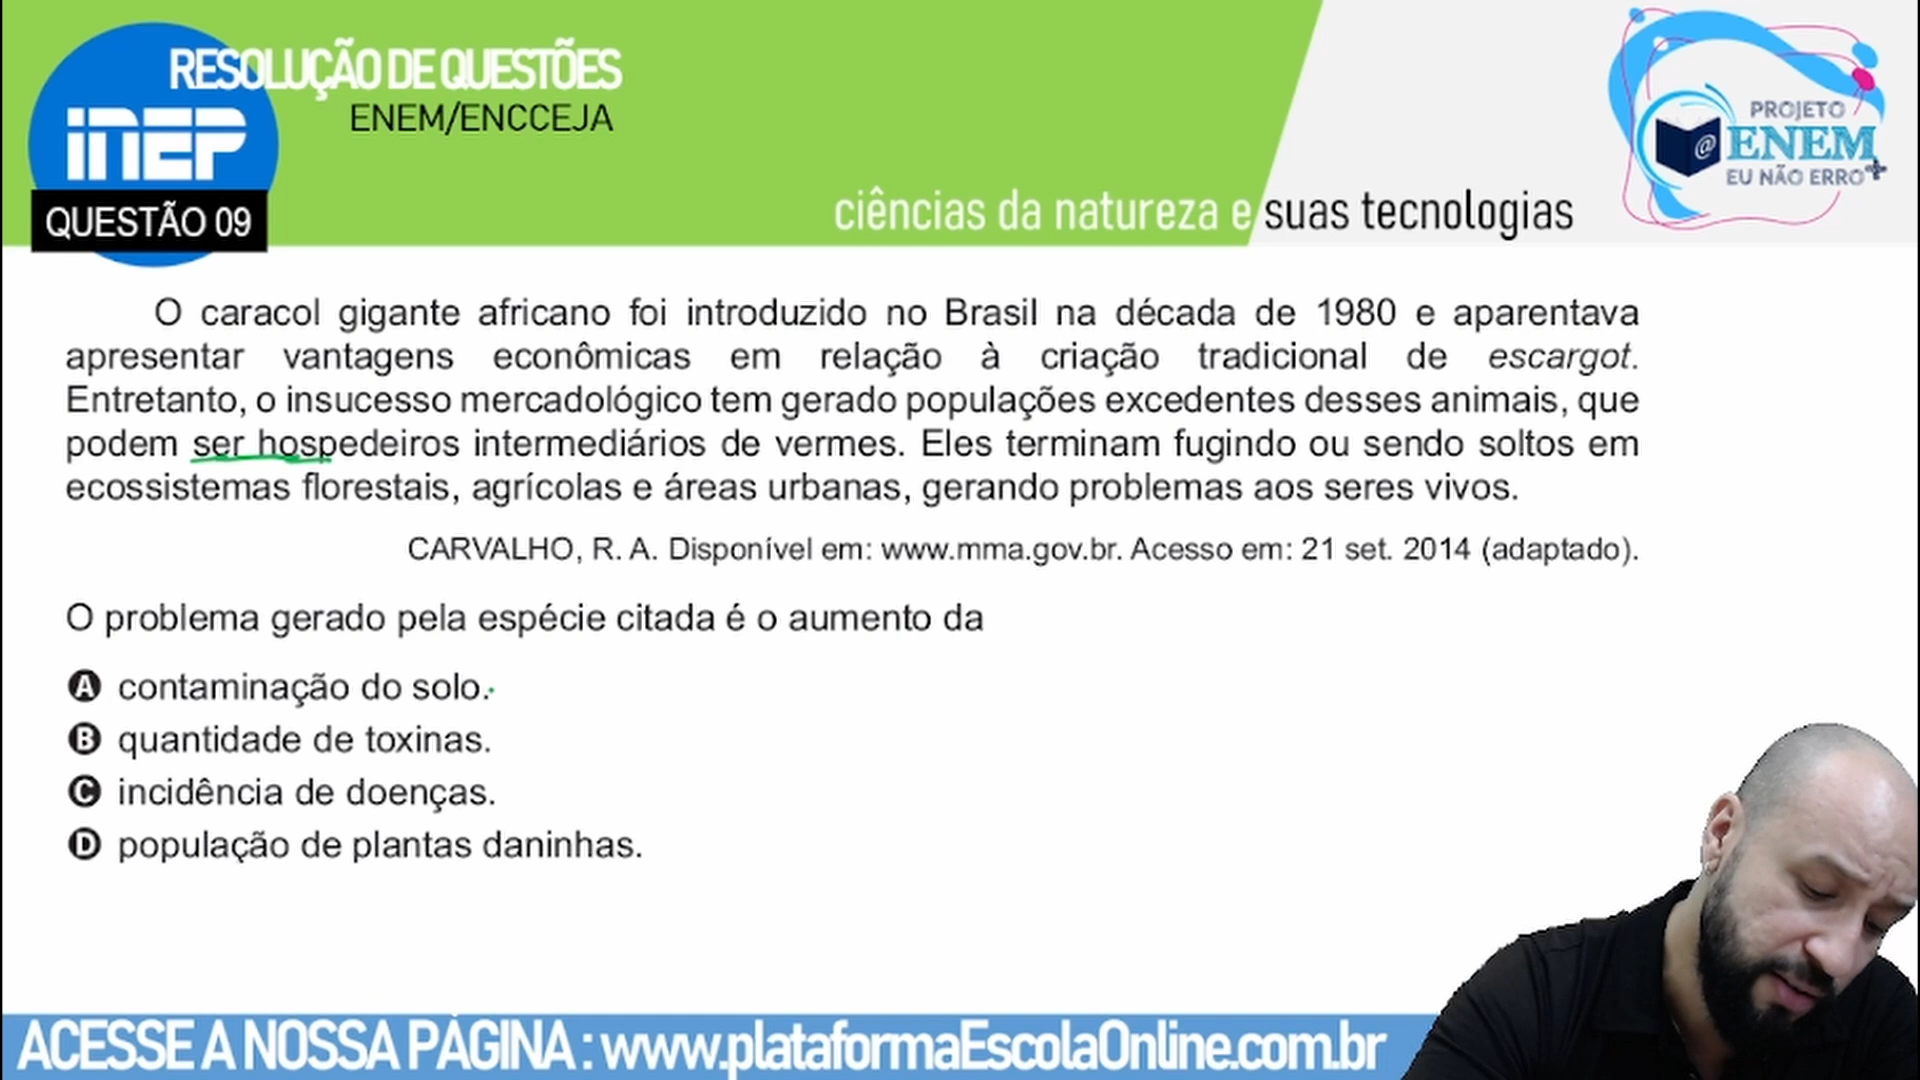 RESOLUÇÃO DE QUESTÕES
ENEM/ENCCEJA
inEP
QUESTÃO 09
ciências da natureza e suas tecnologias
PROJETO
@ENEM+
EU NÃO ERRO
O caracol gigante africano foi introduzido no Brasil na década de 1980 e aparentava
apresentar vantagens econômicas em relação à criação tradicional de escargot.
Entretanto, o insucesso mercadológico tem gerado populações excedentes desses animais, que
podem ser hospedeiros intermediários de vermes. Eles terminam fugindo ou sendo soltos em
ecossistemas florestais, agrícolas e áreas urbanas, gerando problemas aos seres vivos.
CARVALHO, R. A. Disponível em: www.mma.gov.br. Acesso em: 21 set. 2014 (adaptado).
O problema gerado pela espécie citada é o aumento da
A contaminação do solo.
B quantidade de toxinas.
C incidência de doenças.
D população de plantas daninhas.
ACESSE A NOSSA PÁGINA : www.plataformaEscolaOnline.com.br